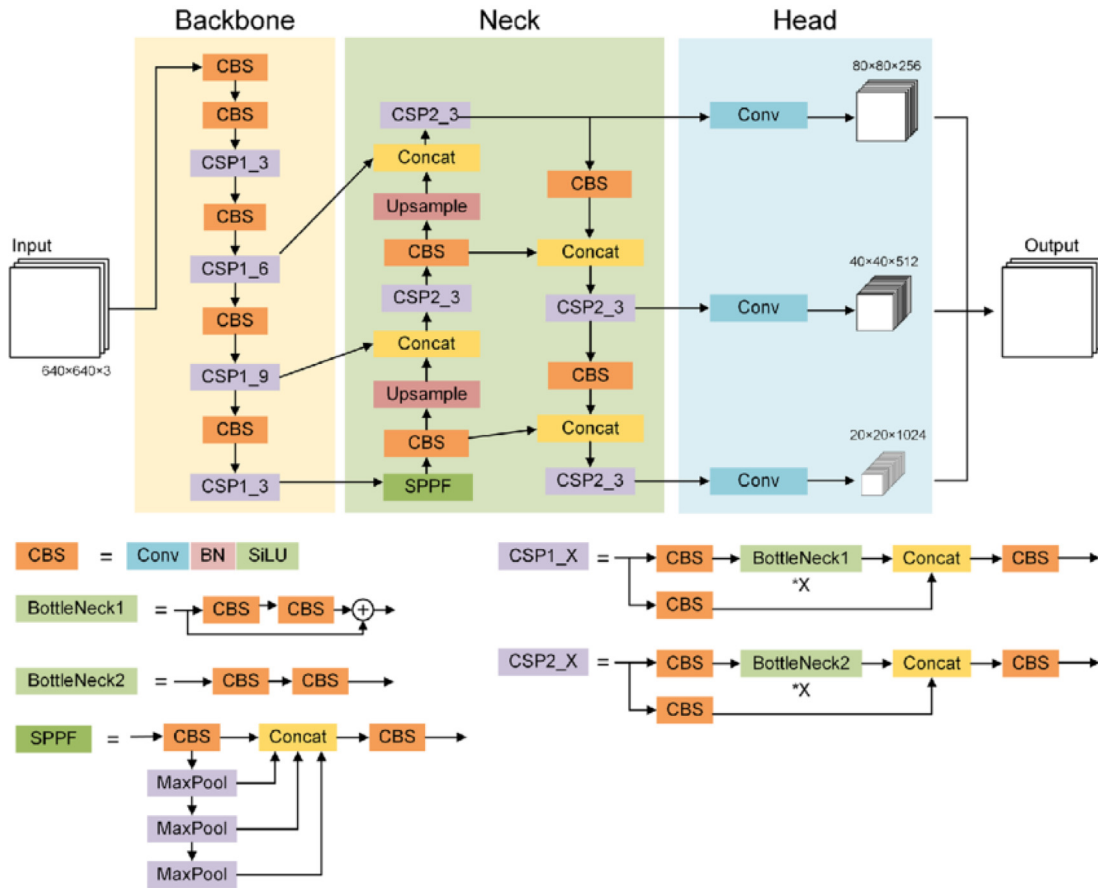 Backbone
Neck
Head
Input
640×640×3
CBS
CBS
CSP1_3
CBS
CSP1_6
CBS
CSP1_9
CBS
CSP1_3
CSP2_3
Concat
Upsample
CBS
CSP2_3
Concat
Upsample
CBS
SPPF
CBS
Concat
CSP2_3
CBS
Concat
CSP2_3
80×80×256
Conv
40×40×512
Conv
20×20×1024
Conv
Output
CBS = Conv BN SiLU
BottleNeck1 = CBS CBS +
BottleNeck2 = CBS CBS
SPPF = CBS Concat CBS
MaxPool
MaxPool
MaxPool
CSP1_X = CBS BottleNeck1 Concat CBS
*X
CBS
CSP2_X = CBS BottleNeck2 Concat CBS
*X
CBS